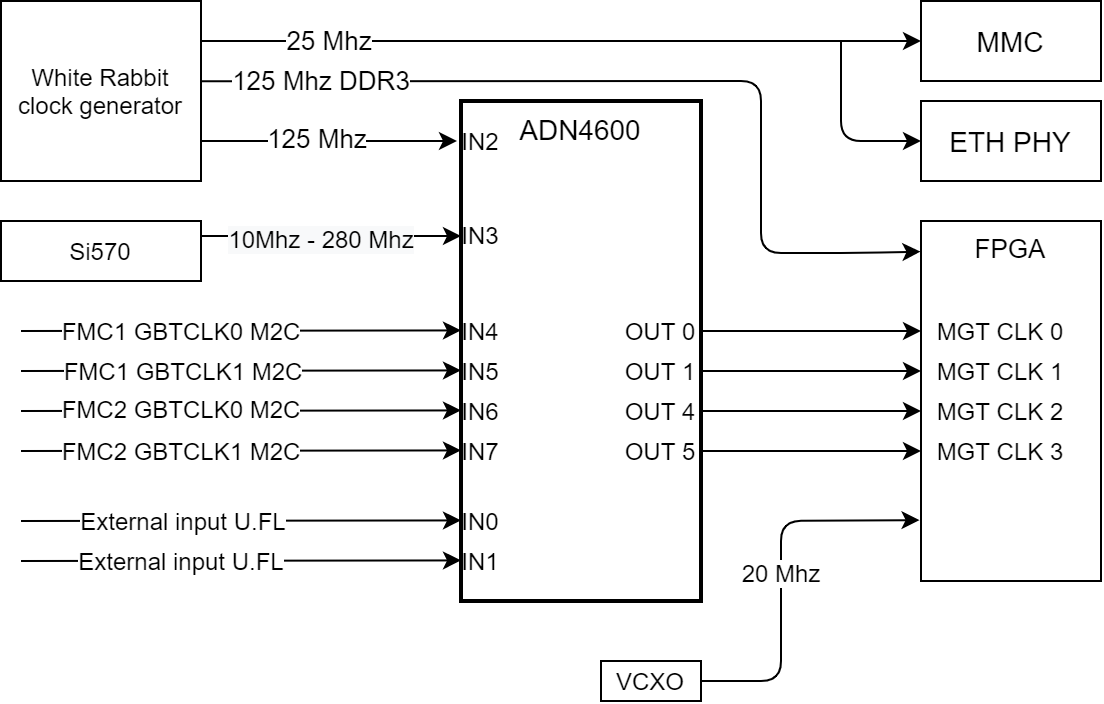 25 Mhz
MMC
White Rabbit
clock generator
125 Mhz DDR3
125 Mhz
IN2
ADN4600
ETH PHY
Si570
10Mhz - 280 Mhz
IN3
FPGA
FMC1 GBTCLK0 M2C
IN4
OUT 0
MGT CLK 0
FMC1 GBTCLK1 M2C
IN5
OUT 1
MGT CLK 1
FMC2 GBTCLK0 M2C
IN6
OUT 4
MGT CLK 2
FMC2 GBTCLK1 M2C
IN7
OUT 5
MGT CLK 3
External input U.FL
IN0
External input U.FL
IN1
20 Mhz
VCXO